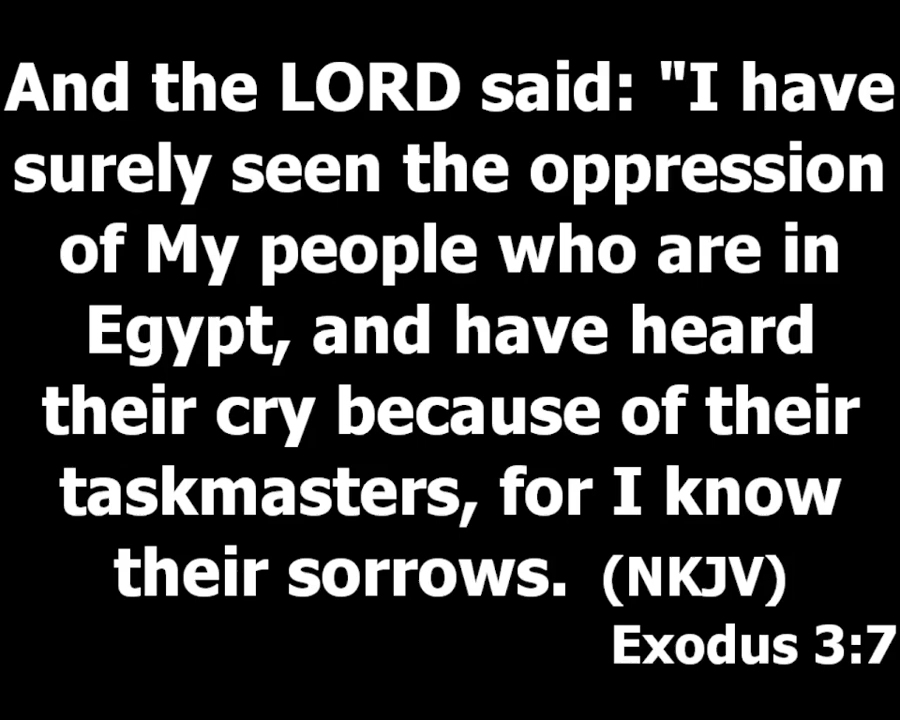 And the LORD said: "I have
surely seen the oppression
of My people who are in
Egypt, and have heard
their cry because of their
taskmasters, for I know
their sorrows. (NKJV)
Exodus 3:7